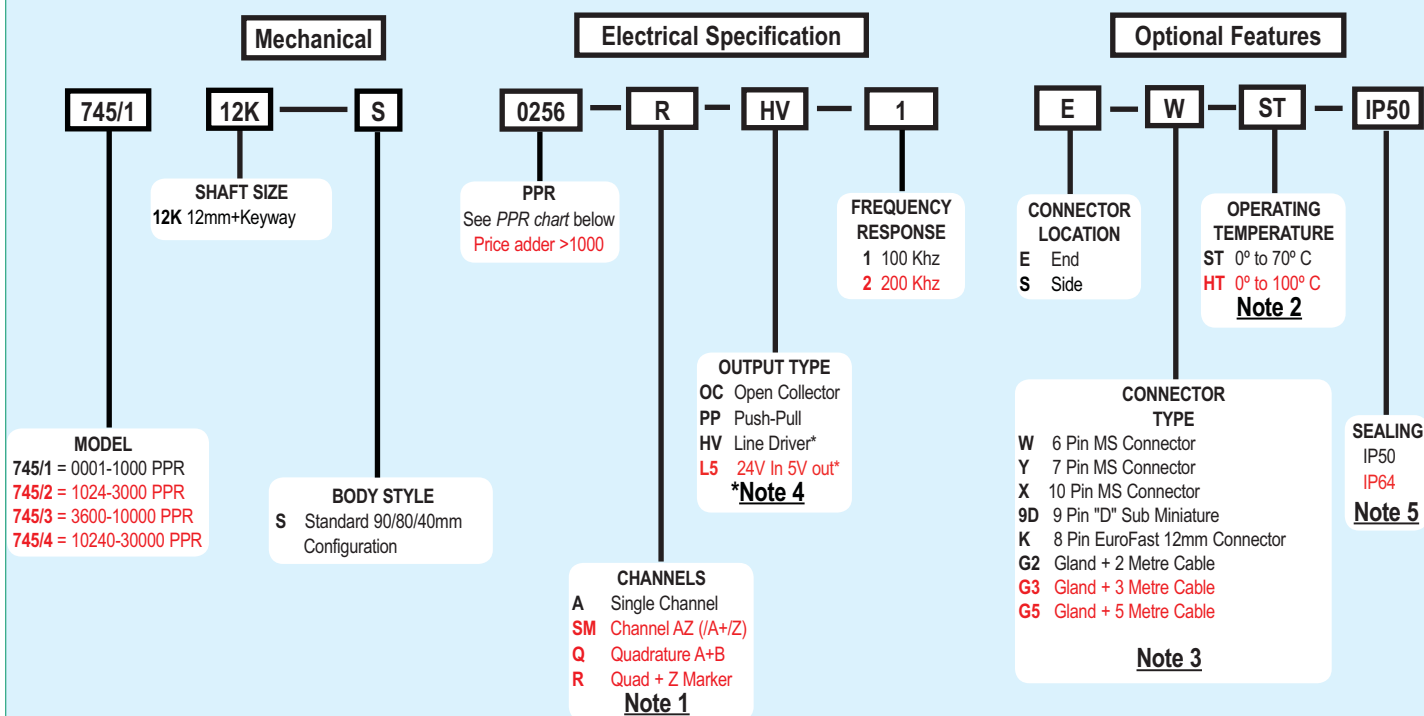 Mechanical
Electrical Specification
Optional Features
745/1
12K
S
0256
R
HV
1
E
W
ST
IP50
SHAFT SIZE
12K 12mm+Keyway
PPR
See PPR chart below
Price adder >1000
FREQUENCY
RESPONSE
1 100 Khz
2 200 Khz
CONNECTOR
LOCATION
E End
S Side
OPERATING
TEMPERATURE
ST 0º to 70º C
HT 0º to 100º C
Note 2
OUTPUT TYPE
OC Open Collector
PP Push-Pull
HV Line Driver*
L5 24V In 5V out*
*Note 4
MODEL
745/1 = 0001-1000 PPR
745/2 = 1024-3000 PPR
745/3 = 3600-10000 PPR
745/4 = 10240-30000 PPR
BODY STYLE
S Standard 90/80/40mm
Configuration
CHANNELS
A Single Channel
SM Channel AZ (/A+/Z)
Q Quadrature A+B
R Quad + Z Marker
Note 1
CONNECTOR
TYPE
W 6 Pin MS Connector
Y 7 Pin MS Connector
X 10 Pin MS Connector
9D 9 Pin "D" Sub Miniature
K 8 Pin EuroFast 12mm Connector
G2 Gland + 2 Metre Cable
G3 Gland + 3 Metre Cable
G5 Gland + 5 Metre Cable
Note 3
SEALING
IP50
IP64
Note 5